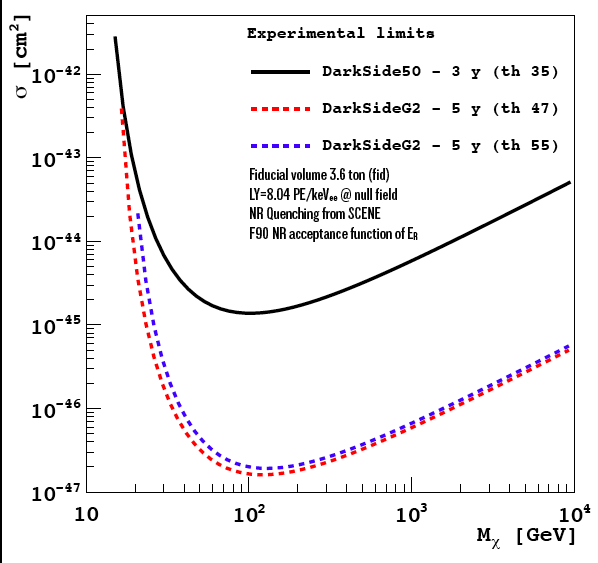 Experimental limits
DarkSide50 - 3 y (th 35)
DarkSideG2 - 5 y (th 47)
DarkSideG2 - 5 y (th 55)
Fiducial volume 3.6 ton (fid)
LY=8.04 PE/keVₑₑ @ null field
NR Quenching from SCENE
F90 NR acceptance function of E_R
σ [cm²]
10⁻⁴²
10⁻⁴³
10⁻⁴⁴
10⁻⁴⁵
10⁻⁴⁶
10⁻⁴⁷
10 10² 10³ 10⁴
Mᵪ [GeV]